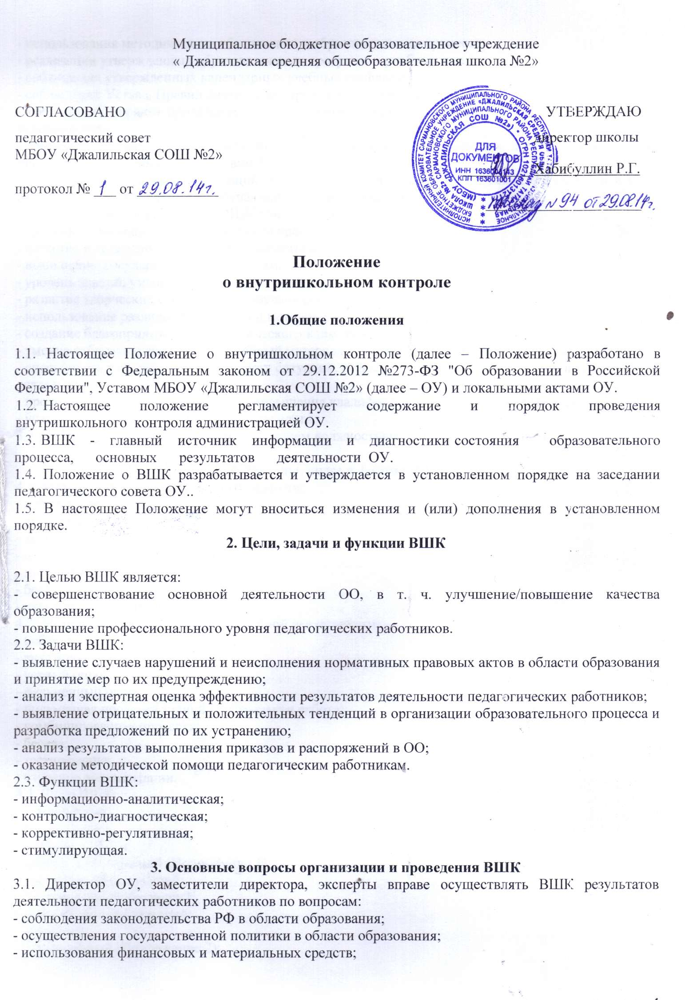 Муниципальное бюджетное образовательное учреждение
« Джалильская средняя общеобразовательная школа №2»
СОГЛАСОВАНО
педагогический совет
МБОУ «Джалильская СОШ №2»
протокол № 1 от 29.08.14г.
УТВЕРЖДАЮ
директор школы
Хабибуллин Р.Г.
приказ N 94 от 29.08.14г.
ДЛЯ
ДОКУМЕНТОВ
КПП 163601001
Положение
о внутришкольном контроле
1.Общие положения
1.1. Настоящее Положение о внутришкольном контроле (далее – Положение) разработано в
соответствии с Федеральным законом от 29.12.2012 №273-ФЗ "Об образовании в Российской
Федерации", Уставом МБОУ «Джалильская СОШ №2» (далее – ОУ) и локальными актами ОУ.
1.2. Настоящее положение регламентирует содержание и порядок проведения
внутришкольного контроля администрацией ОУ.
1.3. ВШК - главный источник информации и диагностики состояния образовательного
процесса, основных результатов деятельности ОУ.
1.4. Положение о ВШК разрабатывается и утверждается в установленном порядке на заседании
педагогического совета ОУ..
1.5. В настоящее Положение могут вноситься изменения и (или) дополнения в установленном
порядке.
2. Цели, задачи и функции ВШК
2.1. Целью ВШК является:
- совершенствование основной деятельности ОО, в т. ч. улучшение/повышение качества
образования;
- повышение профессионального уровня педагогических работников.
2.2. Задачи ВШК:
- выявление случаев нарушений и неисполнения нормативных правовых актов в области образования
и принятие мер по их предупреждению;
- анализ и экспертная оценка эффективности результатов деятельности педагогических работников;
- выявление отрицательных и положительных тенденций в организации образовательного процесса и
разработка предложений по их устранению;
- анализ результатов выполнения приказов и распоряжений в ОО;
- оказание методической помощи педагогическим работникам.
2.3. Функции ВШК:
- информационно-аналитическая;
- контрольно-диагностическая;
- коррективно-регулятивная;
- стимулирующая.
3. Основные вопросы организации и проведения ВШК
3.1. Директор ОУ, заместители директора, эксперты вправе осуществлять ВШК результатов
деятельности педагогических работников по вопросам:
- соблюдения законодательства РФ в области образования;
- осуществления государственной политики в области образования;
- использования финансовых и материальных средств;